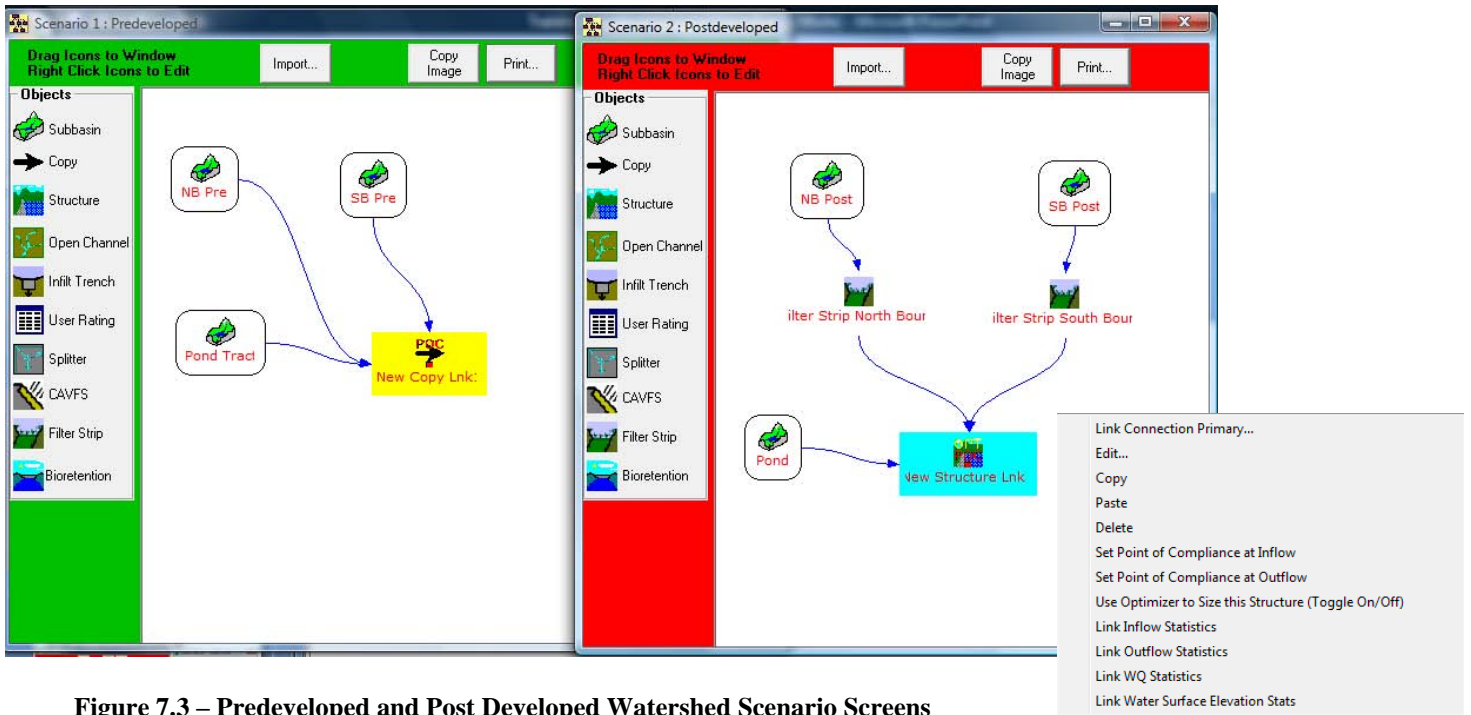 Scenario 1 : Predeveloped
Drag Icons to Window
Right Click Icons to Edit
Import...
Copy
Image
Print...
Objects
Subbasin
Copy
Structure
Open Channel
Infilt Trench
User Rating
Splitter
CAVFS
Filter Strip
Bioretention
NB Pre
SB Pre
Pond Tract
POC
New Copy Lnk:
Scenario 2 : Postdeveloped
Drag Icons to Window
Right Click Icons to Edit
Import...
Copy
Image
Print...
Objects
Subbasin
Copy
Structure
Open Channel
Infilt Trench
User Rating
Splitter
CAVFS
Filter Strip
Bioretention
NB Post
SB Post
ilter Strip North Bour
ilter Strip South Bour
Pond
OPT
New Structure Lnk
Link Connection Primary...
Edit...
Copy
Paste
Delete
Set Point of Compliance at Inflow
Set Point of Compliance at Outflow
Use Optimizer to Size this Structure (Toggle On/Off)
Link Inflow Statistics
Link Outflow Statistics
Link WQ Statistics
Link Water Surface Elevation Stats
Figure 7.3 – Predeveloped and Post Developed Watershed Scenario Screens